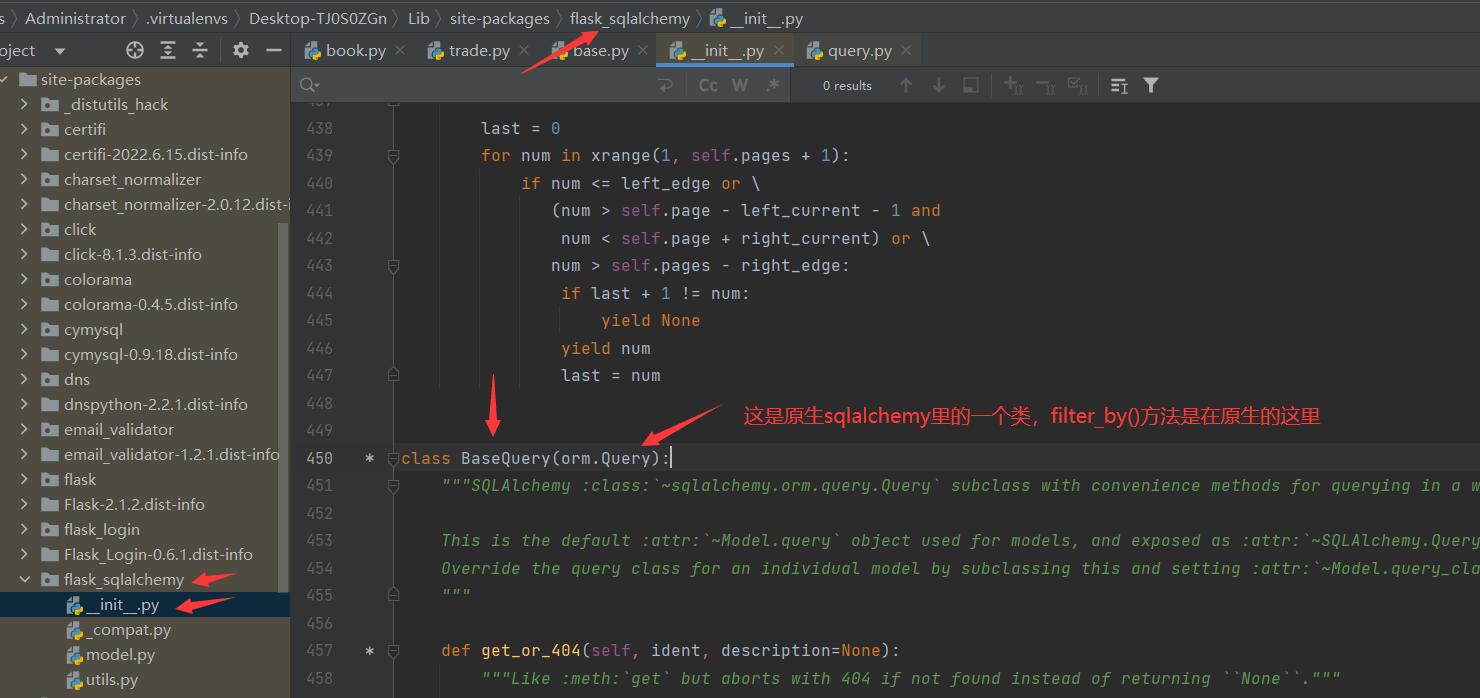 s 〉 Administrator 〉 .virtualenvs 〉 Desktop-TJ0S0ZGn 〉 Lib 〉 site-packages 〉 flask_sqlalchemy 〉 __init__.py
oject
book.py × trade.py × base.py × __init__.py × query.py ×
site-packages
_distutils_hack
certifi
certifi-2022.6.15.dist-info
charset_normalizer
charset_normalizer-2.0.12.dist-i
click
click-8.1.3.dist-info
colorama
colorama-0.4.5.dist-info
cymysql
cymysql-0.9.18.dist-info
dns
dnspython-2.2.1.dist-info
email_validator
email_validator-1.2.1.dist-info
flask
Flask-2.1.2.dist-info
flask_login
Flask_Login-0.6.1.dist-info
flask_sqlalchemy
__init__.py
_compat.py
model.py
utils.py
Cc W .* 0 results
437
438 last = 0
439 for num in xrange(1, self.pages + 1):
440 if num <= left_edge or \
441 (num > self.page - left_current - 1 and
442 num < self.page + right_current) or \
443 num > self.pages - right_edge:
444 if last + 1 != num:
445 yield None
446 yield num
447 last = num
448
449
这是原生sqlalchemy里的一个类，filter_by()方法是在原生的这里
450 * class BaseQuery(orm.Query):
451 """SQLAlchemy :class:`~sqlalchemy.orm.query.Query` subclass with convenience methods for querying in a w
452
453 This is the default :attr:`~Model.query` object used for models, and exposed as :attr:`~SQLAlchemy.Query
454 Override the query class for an individual model by subclassing this and setting :attr:`~Model.query_cla
455 """
456
457 * def get_or_404(self, ident, description=None):
458 """Like :meth:`get` but aborts with 404 if not found instead of returning ``None``."""